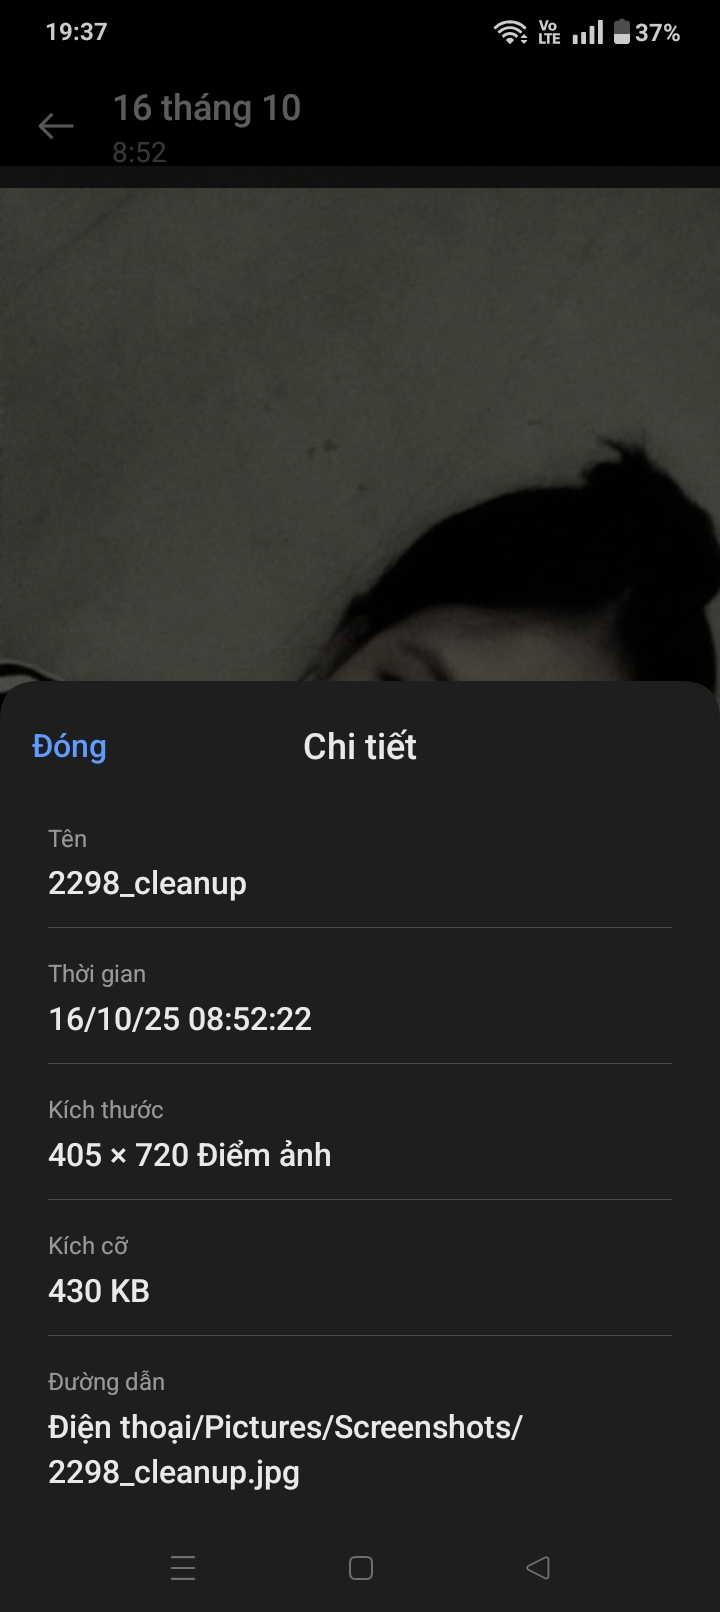 19:37
Vo
LTE
37%
16 tháng 10
8:52
Đóng
Chi tiết
Tên
2298_cleanup
Thời gian
16/10/25 08:52:22
Kích thước
405 × 720 Điểm ảnh
Kích cỡ
430 KB
Đường dẫn
Điện thoại/Pictures/Screenshots/
2298_cleanup.jpg